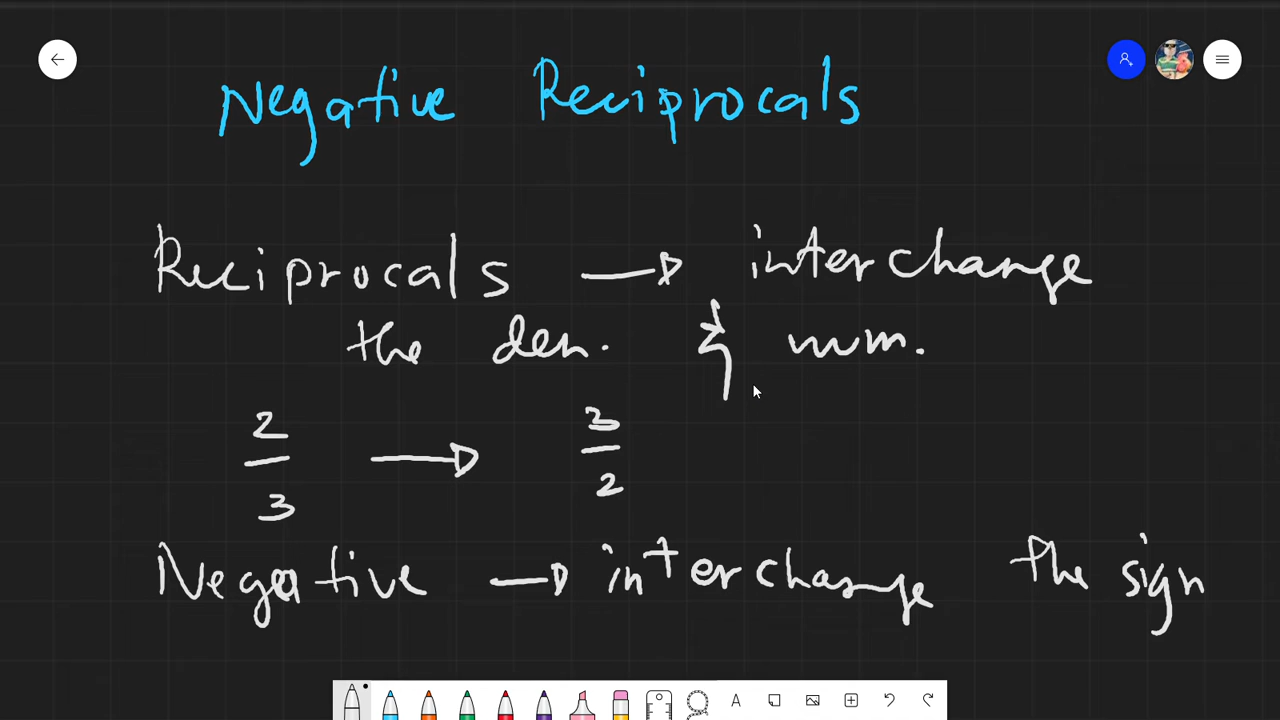 Negative Reciprocals
Reciprocals → interchange
the den. & num.
2/3 → 3/2
Negative → interchange the sign